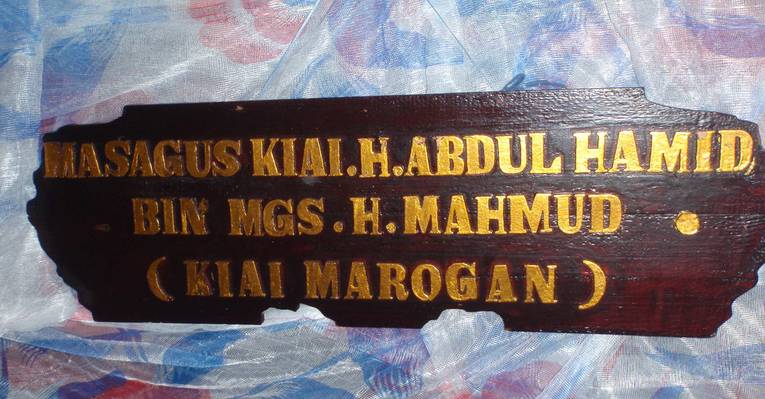 MASAGUS KIAI.H.ABDUL HAMID
BIN MGS.H.MAHMUD.
(KIAI MAROGAN)